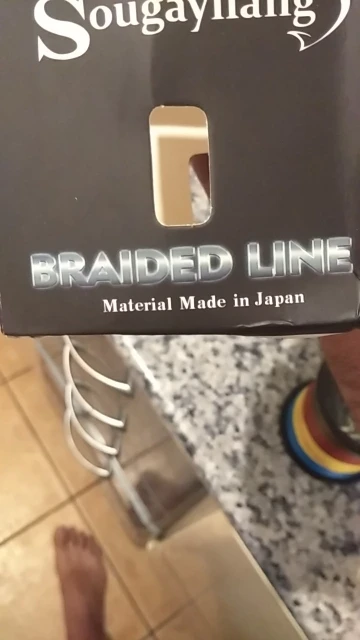 Sougayilang
BRAIDED LINE
Material Made in Japan